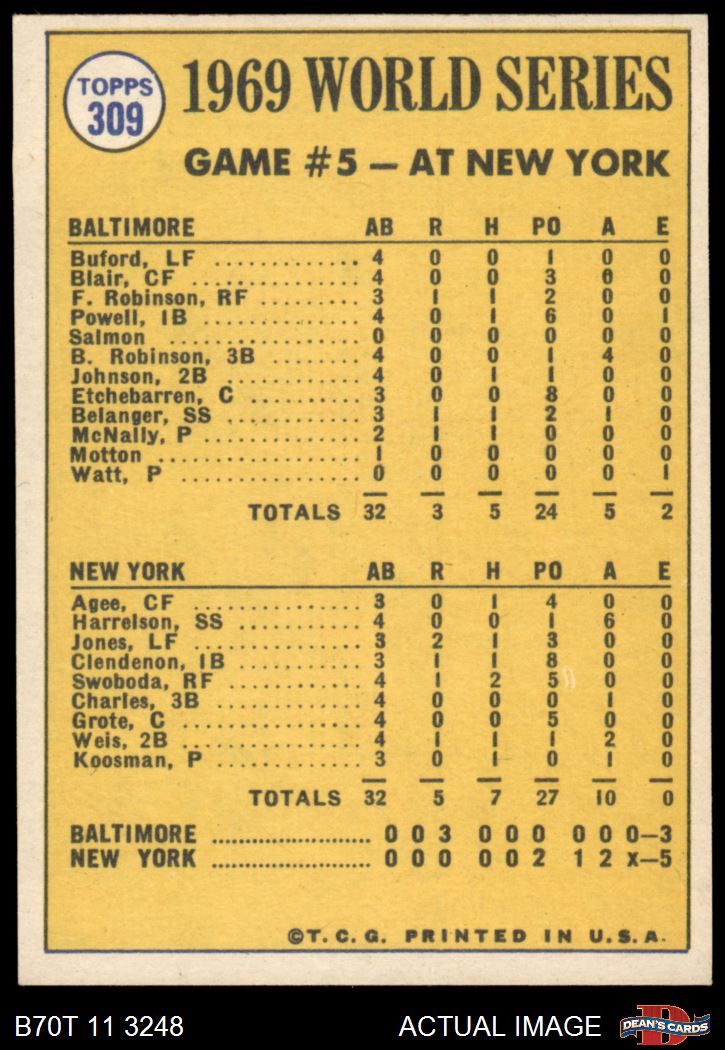 TOPPS
309
1969 WORLD SERIES
GAME #5 — AT NEW YORK
BALTIMORE AB R H PO A E
Buford, LF .............. 4 0 0 1 0 0
Blair, CF .............. 4 0 0 3 0 0
F. Robinson, RF ......... 3 1 1 2 0 0
Powell, 1B .............. 4 0 1 6 0 1
Salmon .............. 0 0 0 0 0 0
B. Robinson, 3B ......... 4 0 0 1 4 0
Johnson, 2B ............ 4 0 1 1 0 0
Etchebarren, C .......... 3 0 0 8 0 0
Belanger, SS ............ 3 1 1 2 1 0
McNally, P .............. 2 1 1 0 0 0
Motton .................. 1 0 0 0 0 0
Watt, P ................ 0 0 0 0 0 1
TOTALS 32 3 5 24 5 2
NEW YORK AB R H PO A E
Agee, CF ............... 3 0 1 4 0 0
Harrelson, SS ........... 4 0 0 1 6 0
Jones, LF ............... 3 2 1 3 0 0
Clendenon, 1B ........... 3 1 1 8 0 0
Swoboda, RF ............ 4 1 2 5 0 0
Charles, 3B ............. 4 0 0 0 1 0
Grote, C ................ 4 0 0 5 0 0
Weis, 2B ................ 4 1 1 1 2 0
Koosman, P ............. 3 0 1 0 1 0
TOTALS 32 5 7 27 10 0
BALTIMORE ...................... 0 0 3 0 0 0 0 0 0—3
NEW YORK ...................... 0 0 0 0 0 2 1 2 x—5
©T.C.G. PRINTED IN U.S.A.
B70T 11 3248 ACTUAL IMAGE DEAN'S CARDS